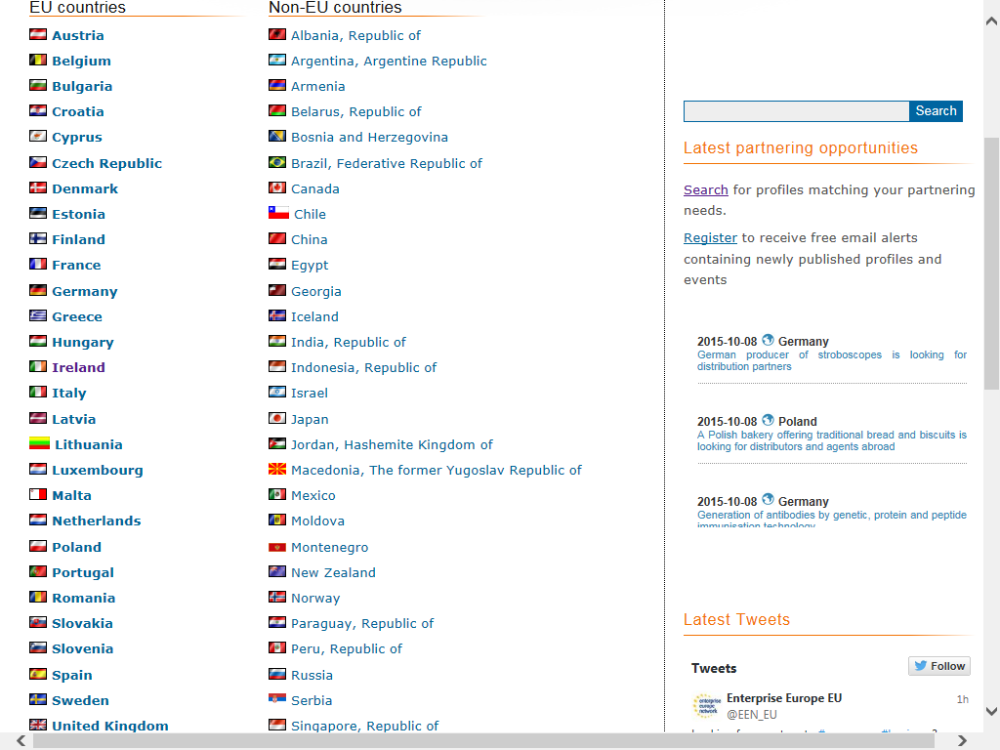 EU countries
Austria
Belgium
Bulgaria
Croatia
Cyprus
Czech Republic
Denmark
Estonia
Finland
France
Germany
Greece
Hungary
Ireland
Italy
Latvia
Lithuania
Luxembourg
Malta
Netherlands
Poland
Portugal
Romania
Slovakia
Slovenia
Spain
Sweden
United Kingdom
Non-EU countries
Albania, Republic of
Argentina, Argentine Republic
Armenia
Belarus, Republic of
Bosnia and Herzegovina
Brazil, Federative Republic of
Canada
Chile
China
Egypt
Georgia
Iceland
India, Republic of
Indonesia, Republic of
Israel
Japan
Jordan, Hashemite Kingdom of
Macedonia, The former Yugoslav Republic of
Mexico
Moldova
Montenegro
New Zealand
Norway
Paraguay, Republic of
Peru, Republic of
Russia
Serbia
Singapore, Republic of
Search
Latest partnering opportunities
Search for profiles matching your partnering
needs.
Register to receive free email alerts
containing newly published profiles and
events
2015-10-08 Germany
German producer of stroboscopes is looking for
distribution partners
2015-10-08 Poland
A Polish bakery offering traditional bread and biscuits is
looking for distributors and agents abroad
2015-10-08 Germany
Generation of antibodies by genetic, protein and peptide
immunisation technology
Latest Tweets
Tweets
Follow
enterprise
europe
network
Enterprise Europe EU
1h
@EEN_EU